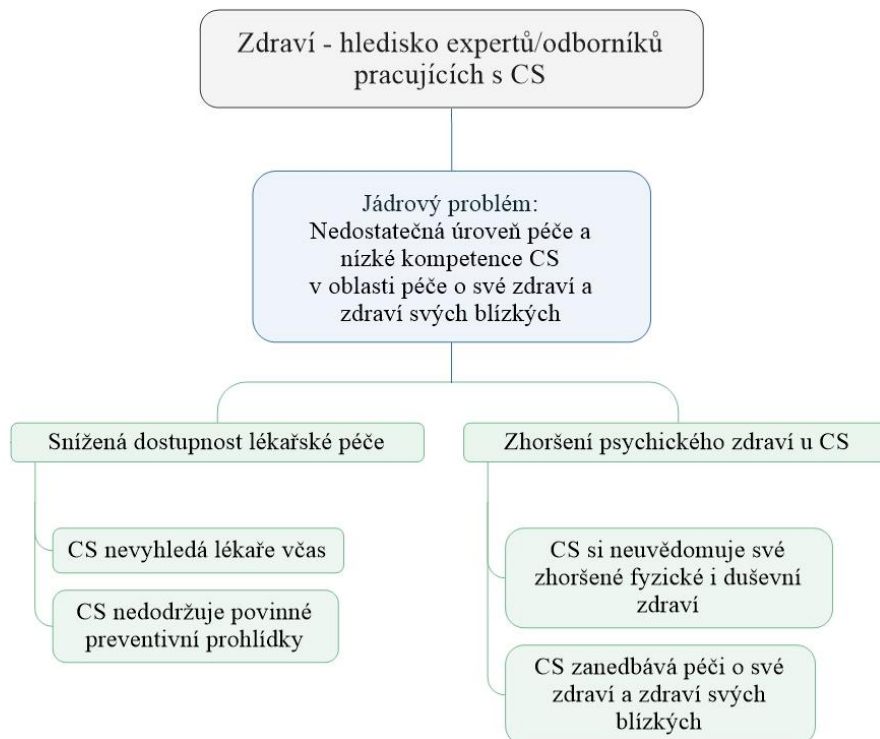 Zdraví - hledisko expertů/odborníků
pracujících s CS
Jádrový problém:
Nedostatečná úroveň péče a
nízké kompetence CS
v oblasti péče o své zdraví a
zdraví svých blízkých
Snížená dostupnost lékařské péče
CS nevyhledá lékaře včas
CS nedodržuje povinné
preventivní prohlídky
Zhoršení psychického zdraví u CS
CS si neuvědomuje své
zhoršené fyzické i duševní
zdraví
CS zanedbává péči o své
zdraví a zdraví svých
blízkých